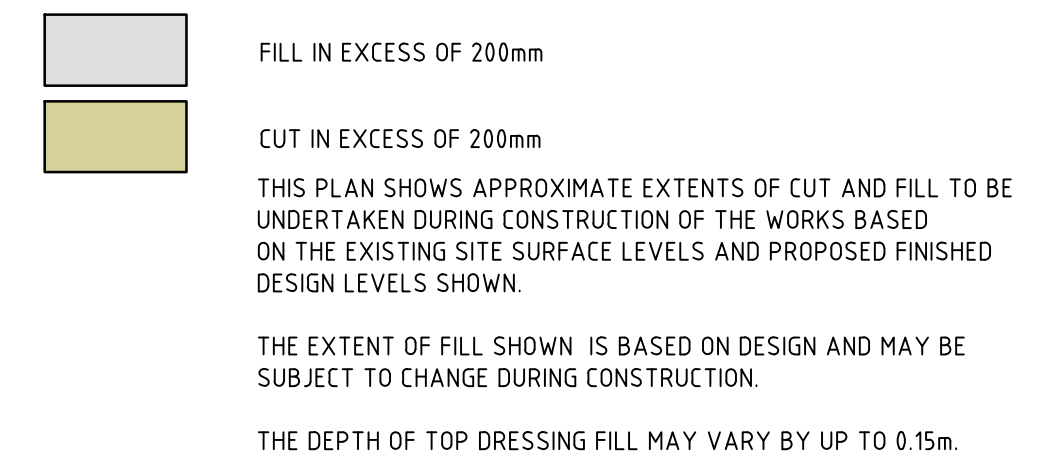 FILL IN EXCESS OF 200mm
CUT IN EXCESS OF 200mm
THIS PLAN SHOWS APPROXIMATE EXTENTS OF CUT AND FILL TO BE
UNDERTAKEN DURING CONSTRUCTION OF THE WORKS BASED
ON THE EXISTING SITE SURFACE LEVELS AND PROPOSED FINISHED
DESIGN LEVELS SHOWN.
THE EXTENT OF FILL SHOWN IS BASED ON DESIGN AND MAY BE
SUBJECT TO CHANGE DURING CONSTRUCTION.
THE DEPTH OF TOP DRESSING FILL MAY VARY BY UP TO 0.15m.